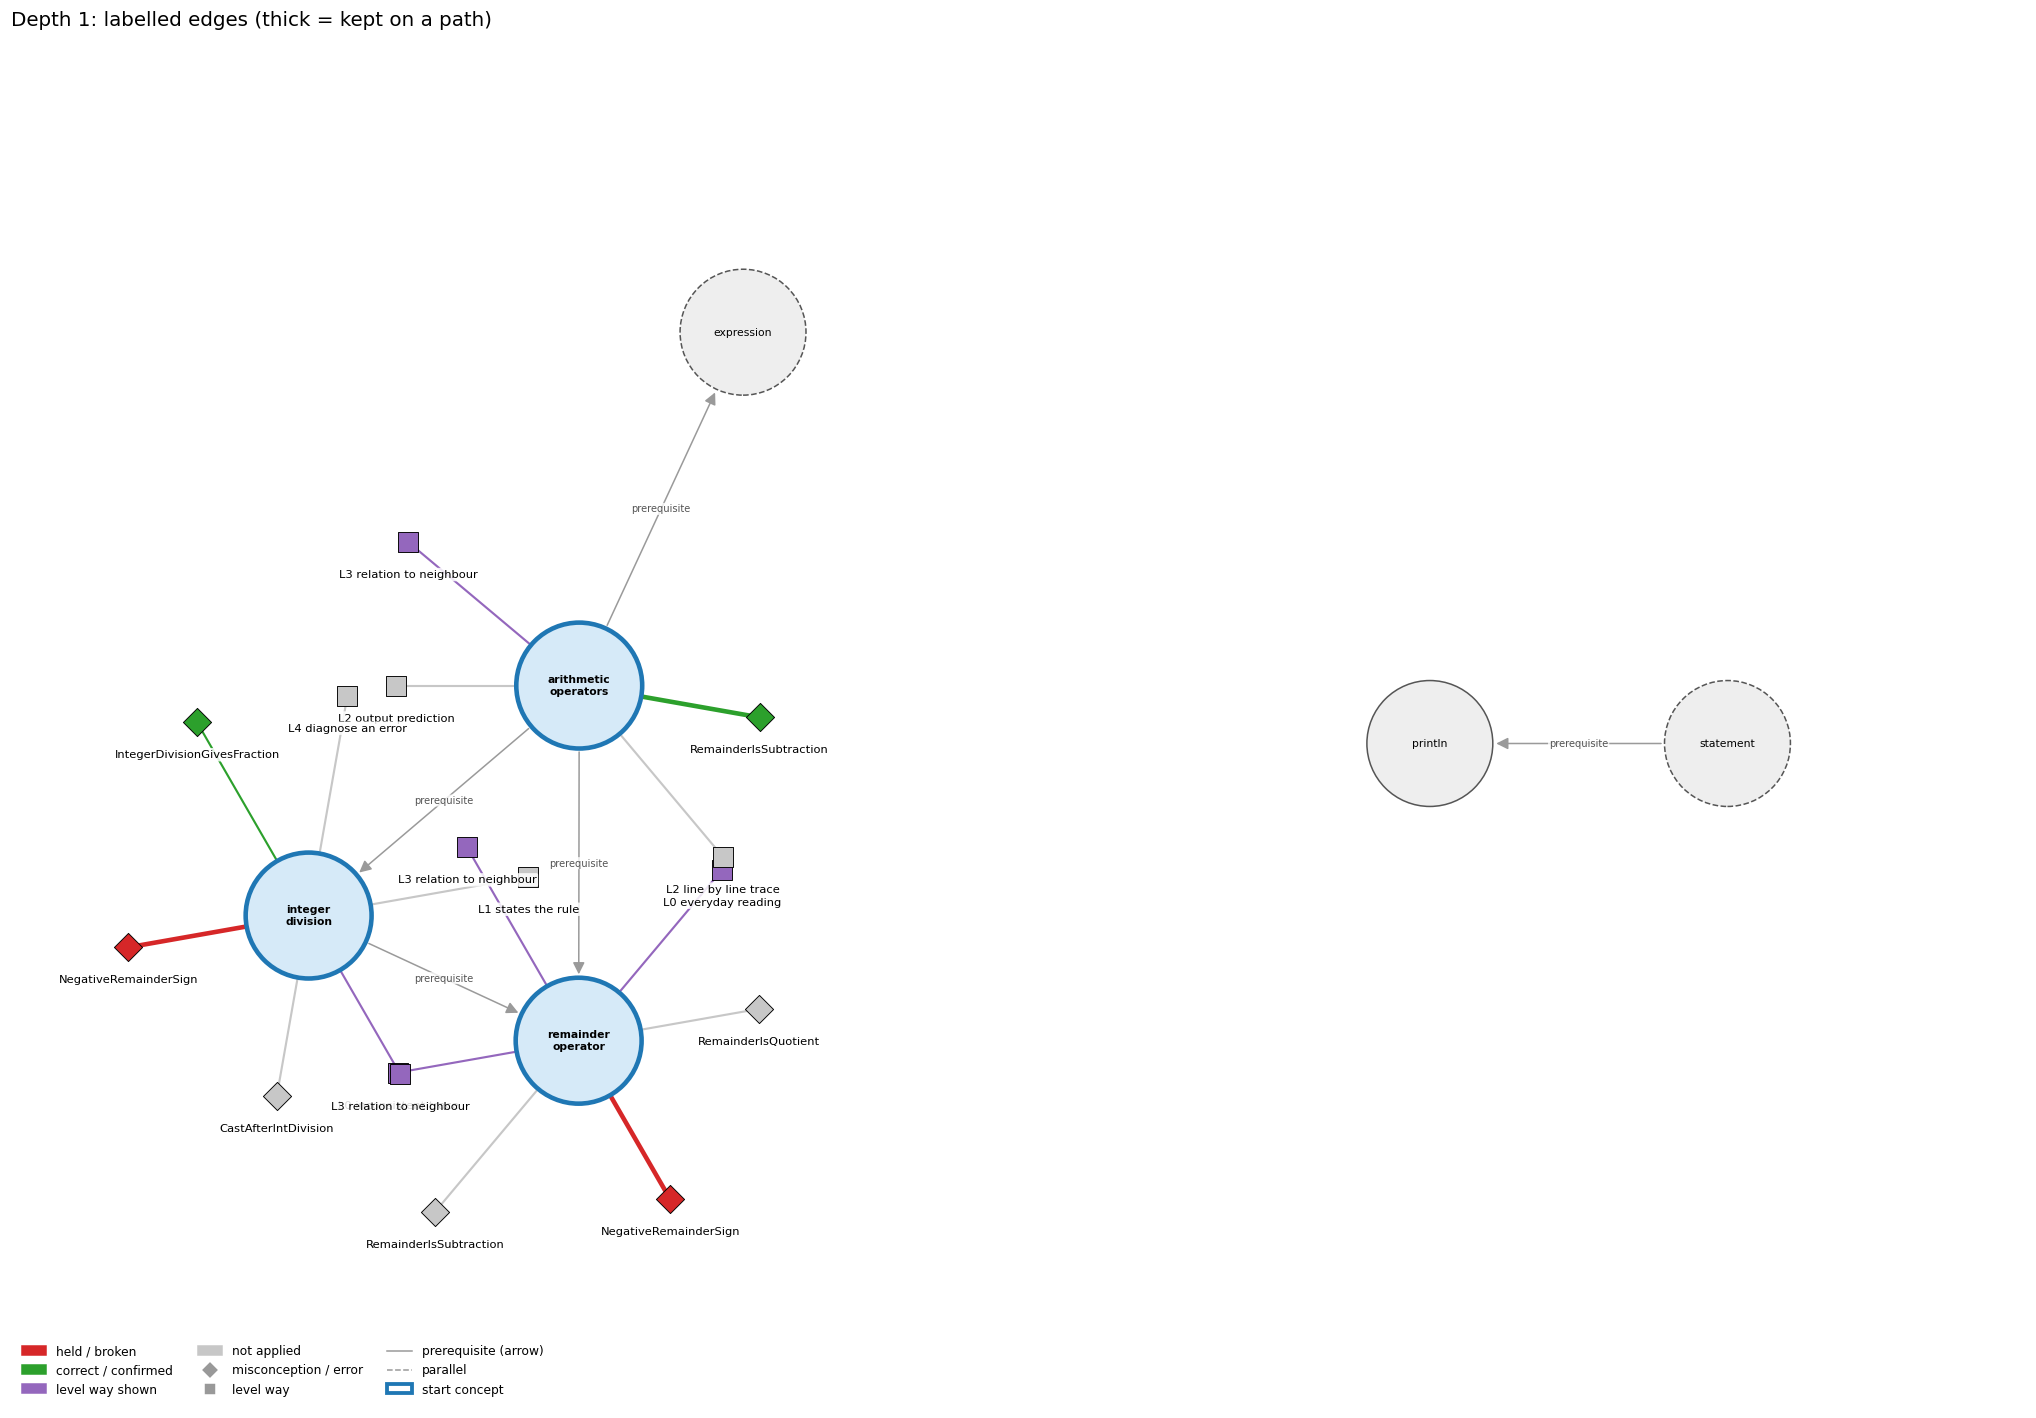 Depth 1: labelled edges (thick = kept on a path)
expression
prerequisite
L3 relation to neighbour
arithmetic
operators
L2 output prediction
L4 diagnose an error
IntegerDivisionGivesFraction
RemainderIsSubtraction
println
prerequisite
statement
prerequisite
prerequisite
L3 relation to neighbour
L2 line by line trace
L0 everyday reading
L1 states the rule
integer
division
NegativeRemainderSign
prerequisite
remainder
operator
RemainderIsQuotient
L3 relation to neighbour
CastAfterIntDivision
RemainderIsSubtraction
NegativeRemainderSign
held / broken
correct / confirmed
level way shown
not applied
misconception / error
level way
prerequisite (arrow)
parallel
start concept